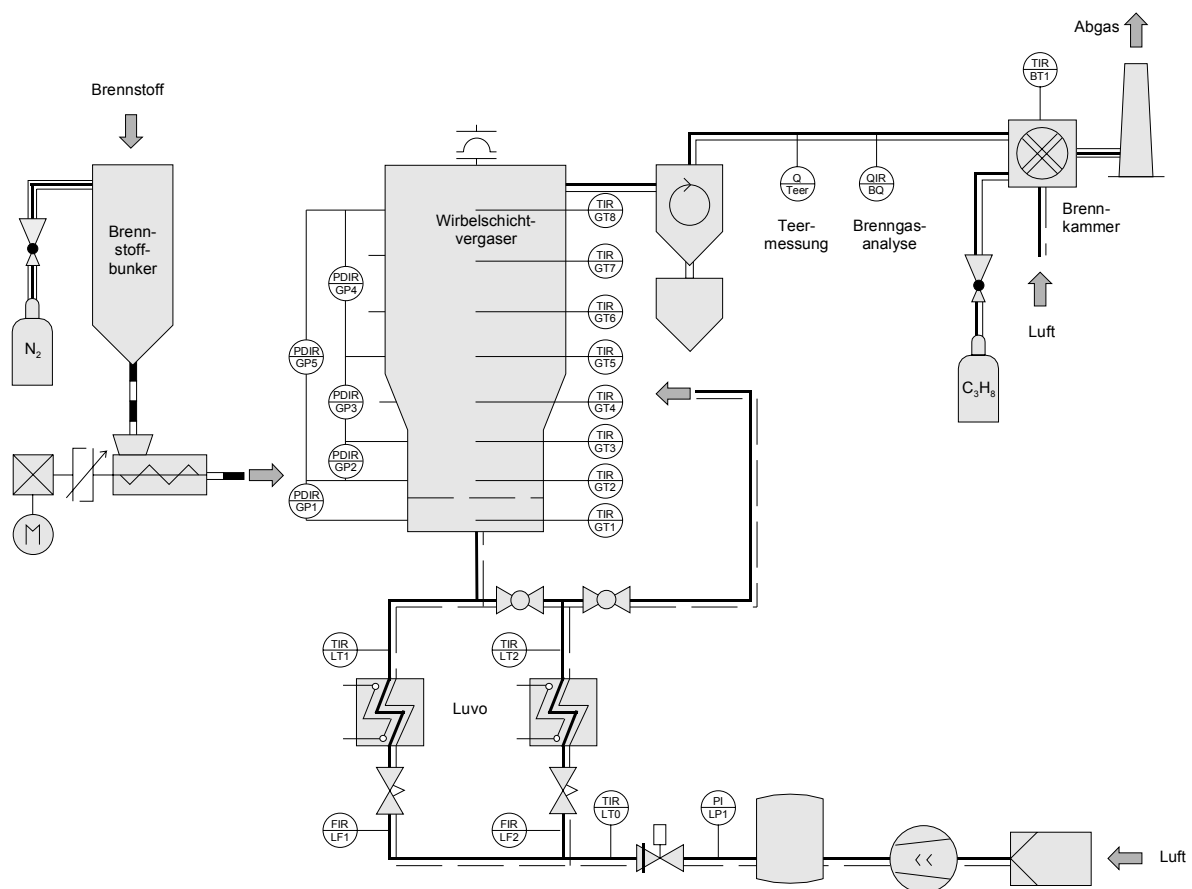 Abgas
TIR
BT1
Brennstoff
Wirbelschicht-
vergaser
TIR
GT8
Q
Teer
QIR
BQ
Teer-
messung
Brenngas-
analyse
Brenn-
kammer
Brenn-
stoff-
bunker
TIR
GT7
PDIR
GP4
TIR
GT6
N₂
PDIR
GP5
TIR
GT5
Luft
C₃H₈
PDIR
GP3
TIR
GT4
TIR
GT3
PDIR
GP2
TIR
GT2
PDIR
GP1
TIR
GT1
M
TIR
LT1
TIR
LT2
Luvo
FIR
LF1
FIR
LF2
TIR
LT0
PI
LP1
Luft